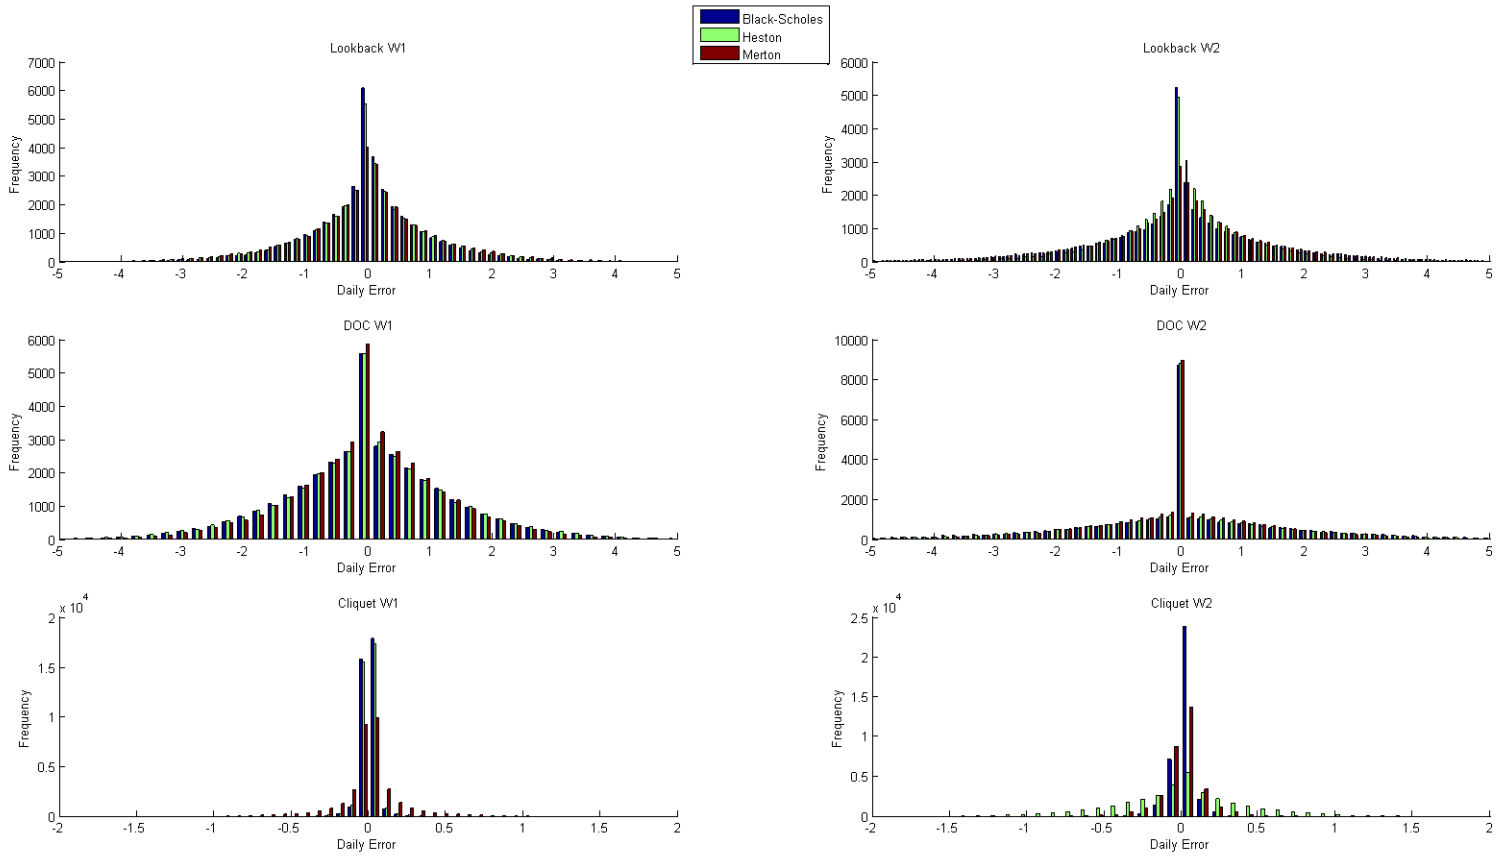 Black-Scholes
Heston
Merton
Lookback W1
7000
6000
5000
4000
3000
2000
1000
0
-5 -4 -3 -2 -1 0 1 2 3 4 5
Frequency
Daily Error
Lookback W2
6000
5000
4000
3000
2000
1000
0
-5 -4 -3 -2 -1 0 1 2 3 4 5
Frequency
Daily Error
DOC W1
6000
5000
4000
3000
2000
1000
0
-5 -4 -3 -2 -1 0 1 2 3 4 5
Frequency
Daily Error
DOC W2
10000
8000
6000
4000
2000
0
-5 -4 -3 -2 -1 0 1 2 3 4 5
Frequency
Daily Error
Cliquet W1
x 10^4
2
1.5
1
0.5
0
-2 -1.5 -1 -0.5 0 0.5 1 1.5 2
Frequency
Daily Error
Cliquet W2
x 10^4
2.5
2
1.5
1
0.5
0
-2 -1.5 -1 -0.5 0 0.5 1 1.5 2
Frequency
Daily Error